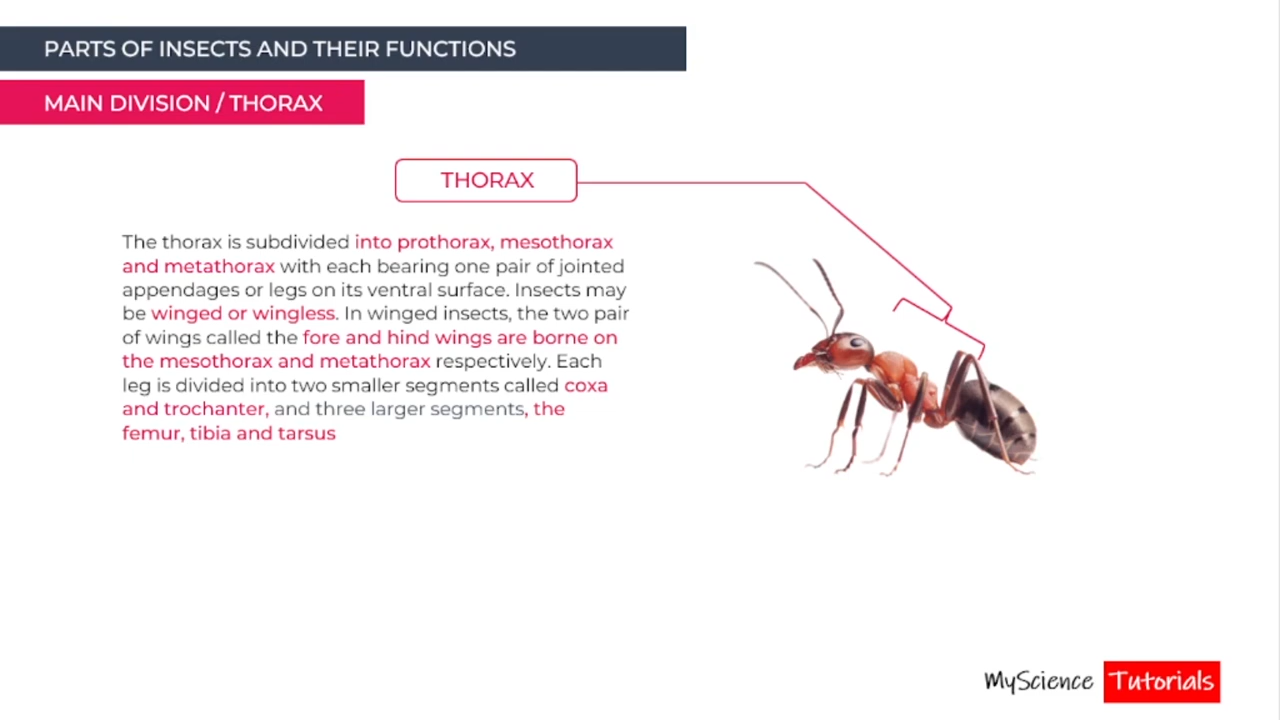 PARTS OF INSECTS AND THEIR FUNCTIONS
MAIN DIVISION / THORAX
THORAX
The thorax is subdivided into prothorax, mesothorax
and metathorax with each bearing one pair of jointed
appendages or legs on its ventral surface. Insects may
be winged or wingless. In winged insects, the two pair
of wings called the fore and hind wings are borne on
the mesothorax and metathorax respectively. Each
leg is divided into two smaller segments called coxa
and trochanter, and three larger segments, the
femur, tibia and tarsus
MyScience Tutorials